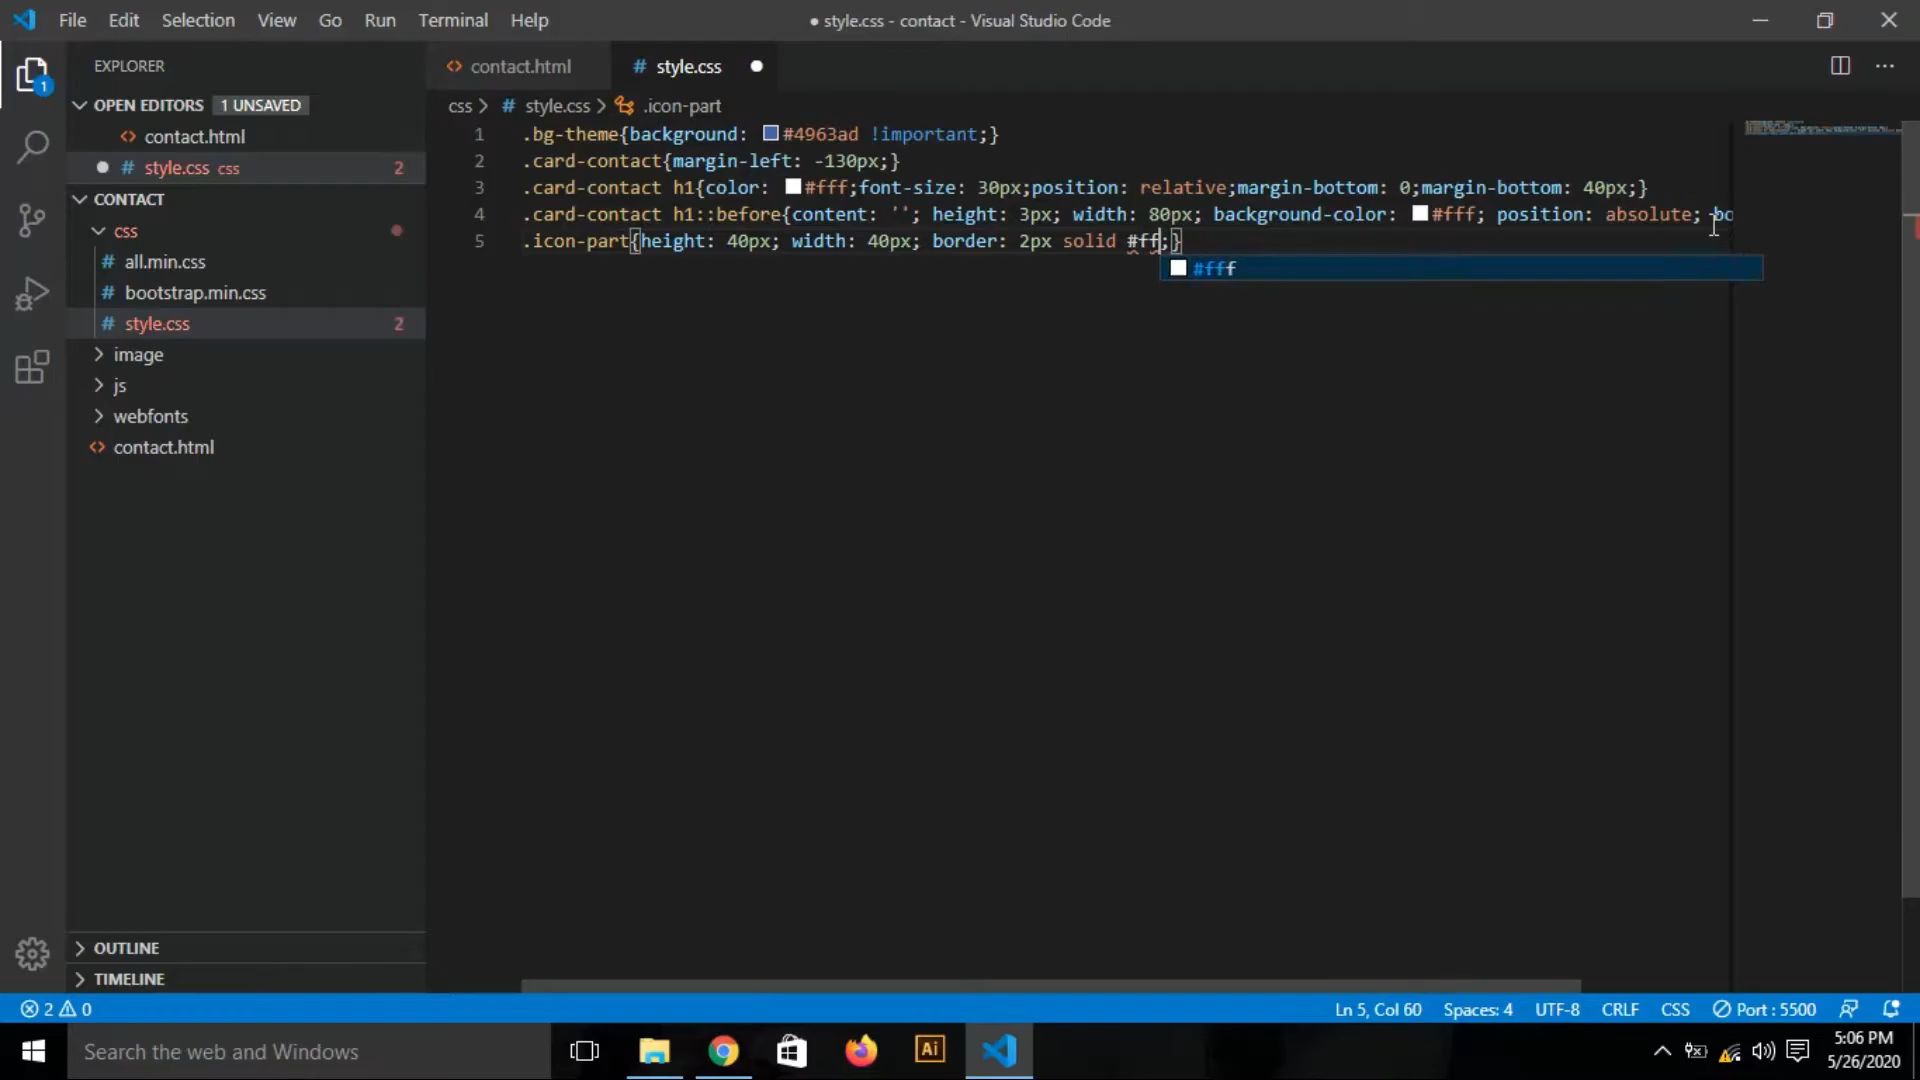 File Edit Selection View Go Run Terminal Help
● style.css - contact - Visual Studio Code
EXPLORER
OPEN EDITORS 1 UNSAVED
contact.html
style.css css 2
CONTACT
css
all.min.css
bootstrap.min.css
style.css 2
image
js
webfonts
contact.html
OUTLINE
TIMELINE
contact.html
style.css
css > # style.css > .icon-part
1 .bg-theme{background: #4963ad !important;}
2 .card-contact{margin-left: -130px;}
3 .card-contact h1{color: #fff;font-size: 30px;position: relative;margin-bottom: 0;margin-bottom: 40px;}
4 .card-contact h1::before{content: ''; height: 3px; width: 80px; background-color: #fff; position: absolute; bo
5 .icon-part{height: 40px; width: 40px; border: 2px solid #ff;}
#fff
2 0
Ln 5, Col 60 Spaces: 4 UTF-8 CRLF CSS Port : 5500
Search the web and Windows
Ai
5:06 PM
5/26/2020